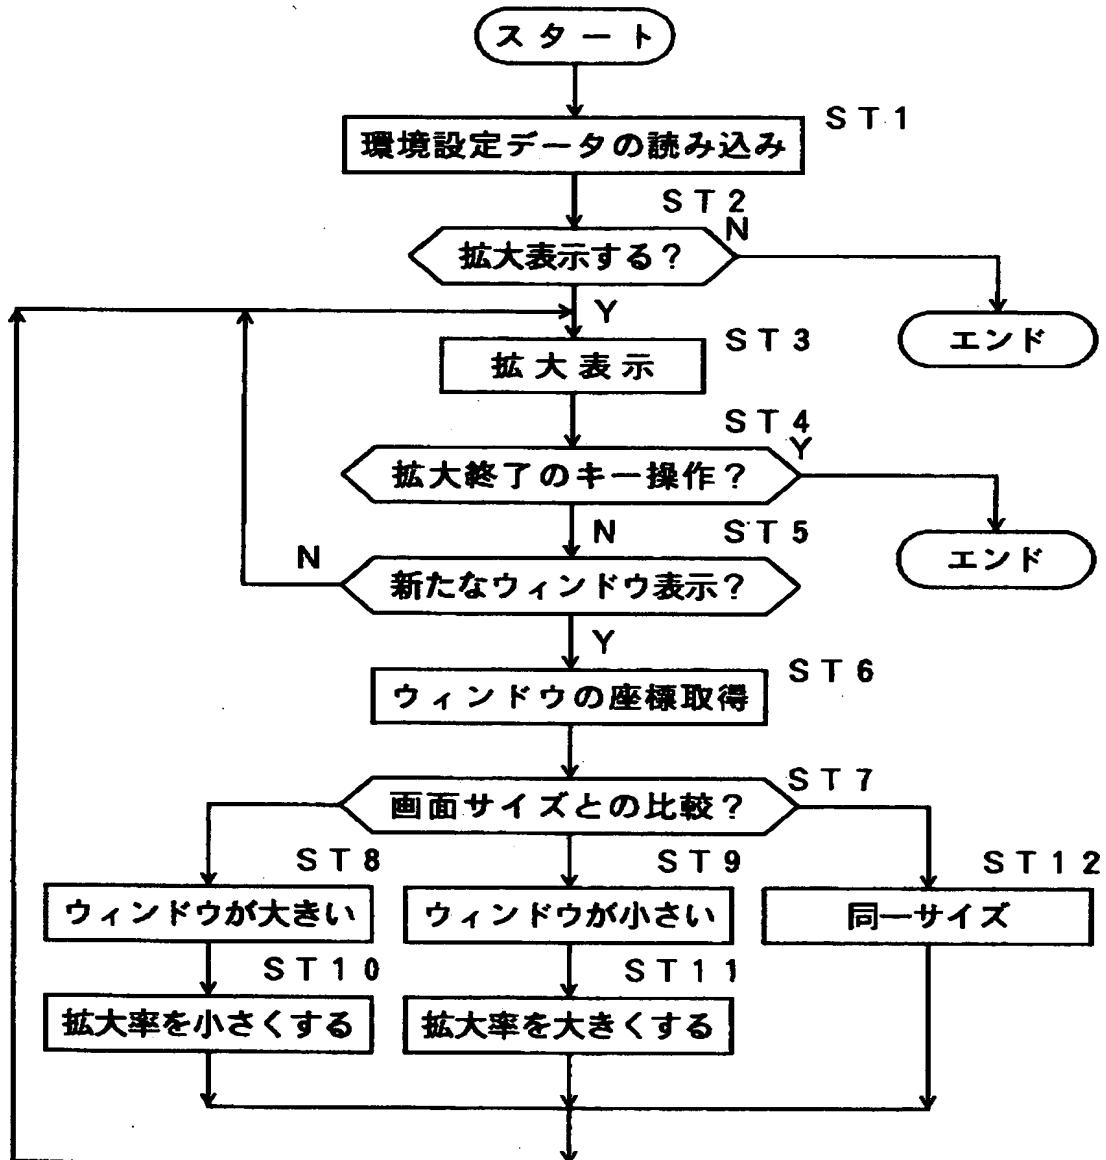 スタート
ST1
環境設定データの読み込み
ST2
N
拡大表示する？
Y
エンド
ST3
拡大表示
ST4
Y
拡大終了のキー操作？
N
ST5
N
エンド
新たなウィンドウ表示？
Y
ST6
ウィンドウの座標取得
ST7
画面サイズとの比較？
ST8
ST9
ST12
ウィンドウが大きい
ウィンドウが小さい
同一サイズ
ST10
ST11
拡大率を小さくする
拡大率を大きくする